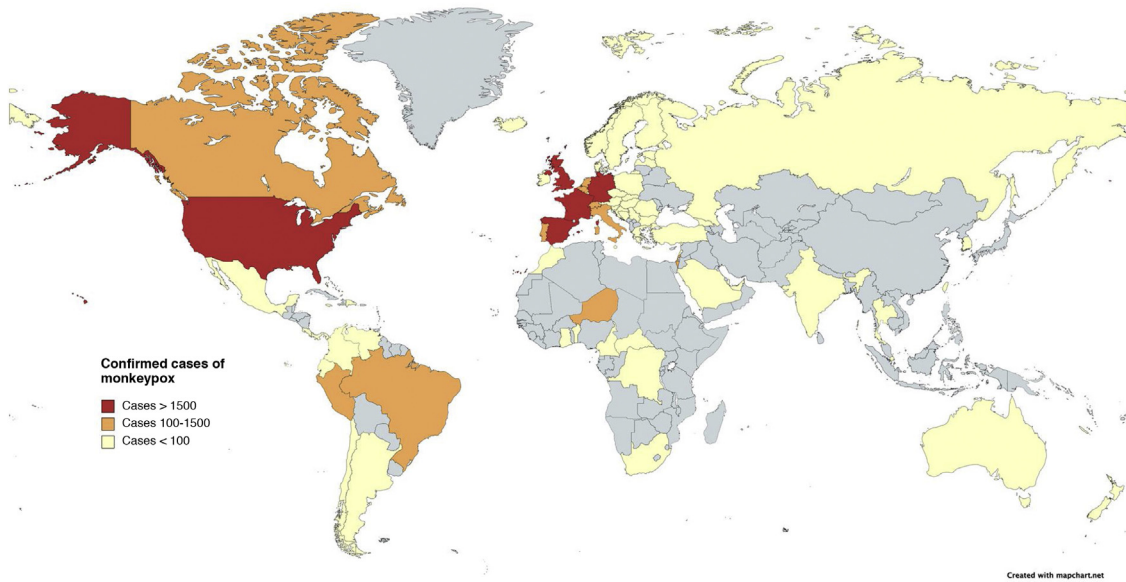 Confirmed cases of
monkeypox
Cases > 1500
Cases 100-1500
Cases < 100
Created with mapchart.net